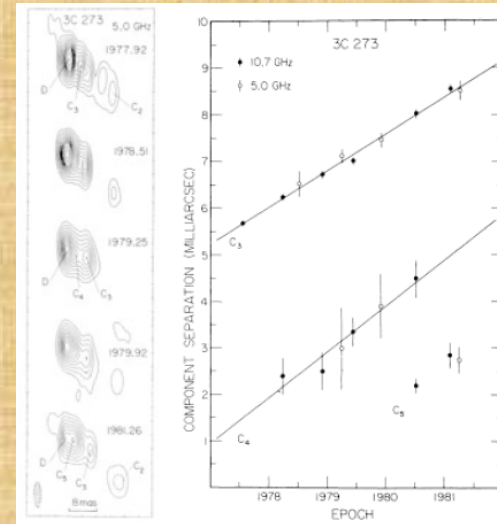 3C 273
5.0 GHz
1977.92
D
C3
C2
1978.51
1979.25
D
C4
C3
1979.92
1981.26
D
C5
C3
C2
8 mas
3C 273
10.7 GHz
5.0 GHz
COMPONENT SEPARATION (MILLIARCSEC)
10
9
8
7
6
5
4
3
2
1
C3
C4
C5
1978
1979
1980
1981
EPOCH